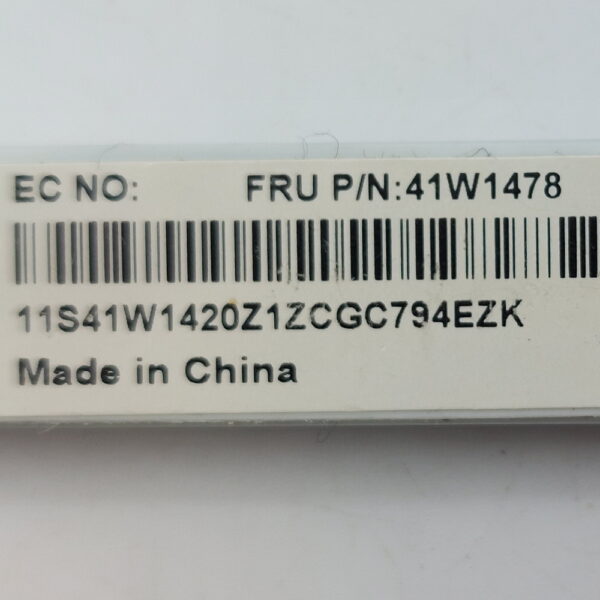 EC NO: FRU P/N:41W1478
11S41W1420Z1ZCGC794EZK
Made in China